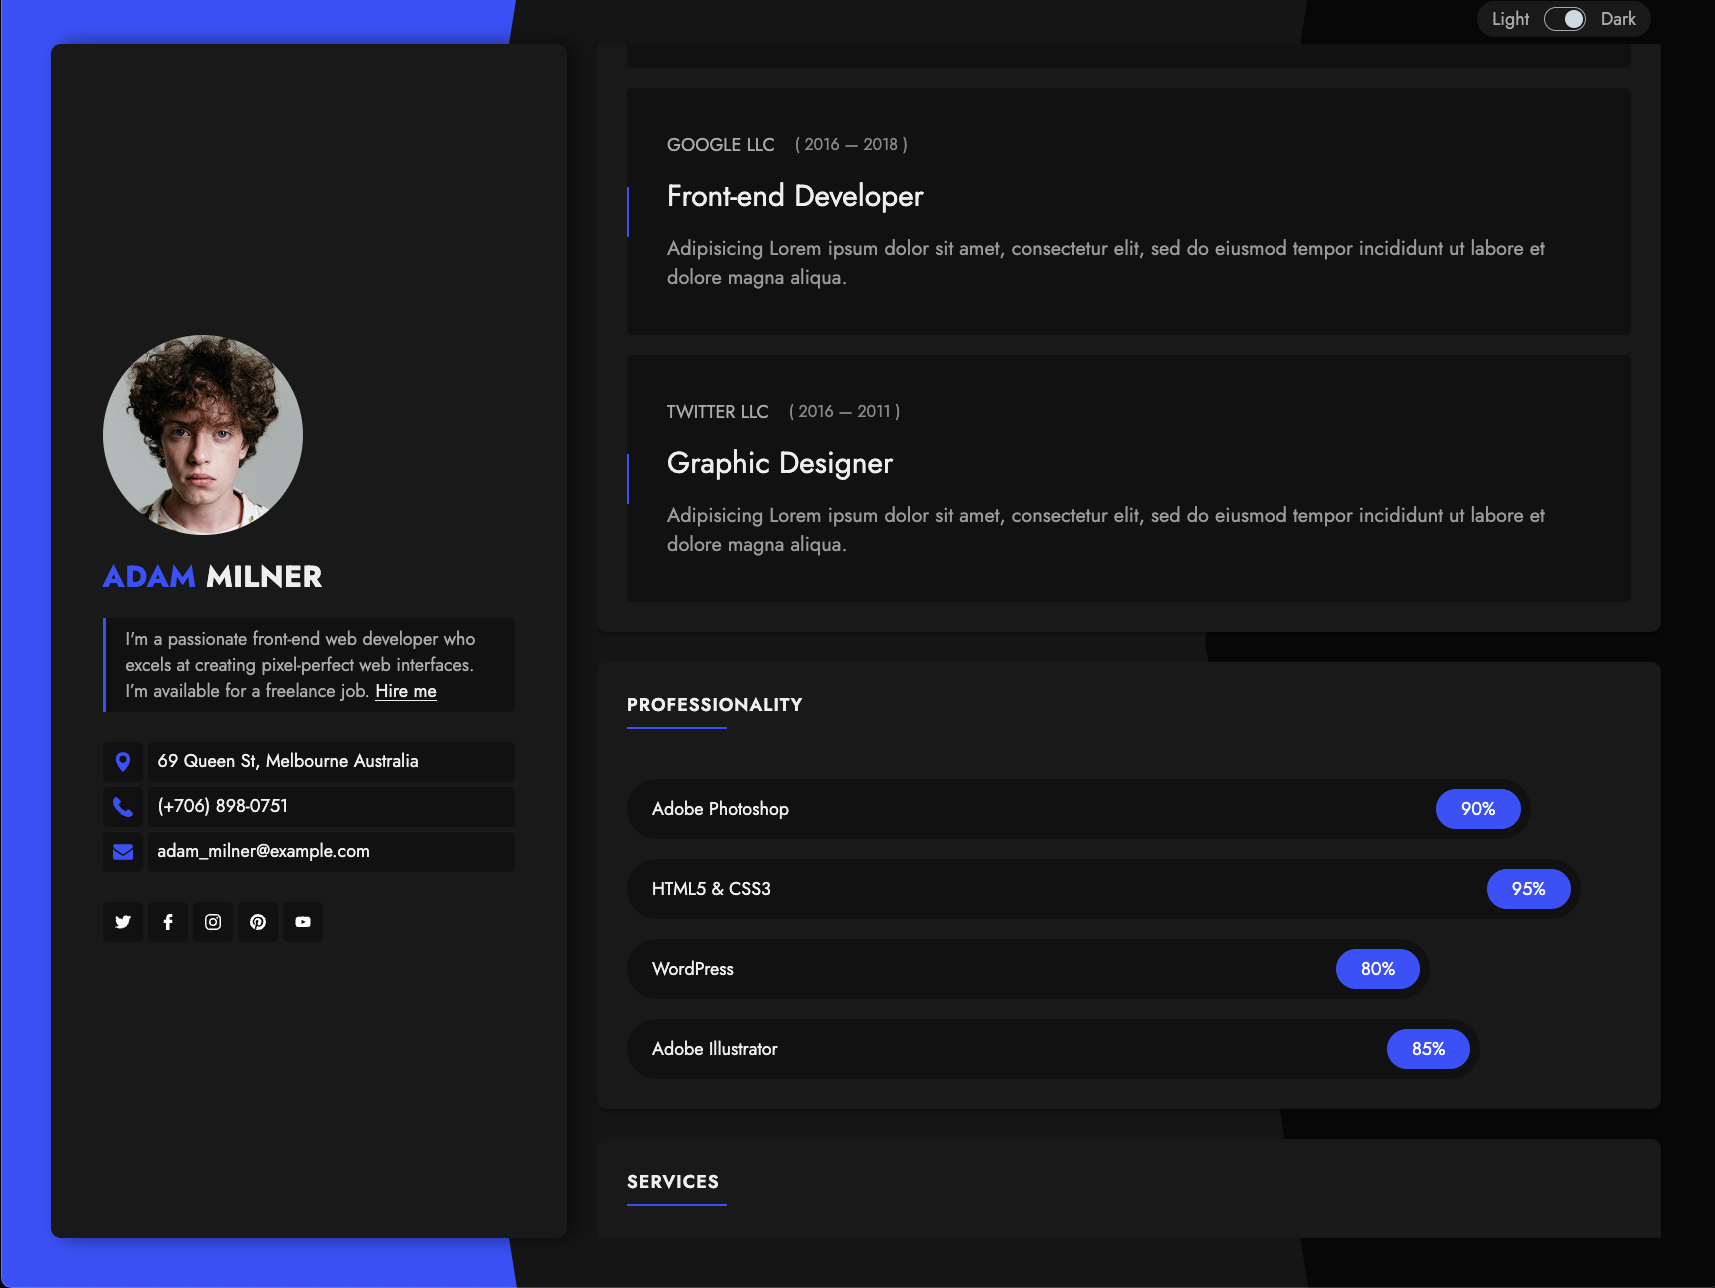 Light Dark
GOOGLE LLC ( 2016 — 2018 )
Front-end Developer
Adipisicing Lorem ipsum dolor sit amet, consectetur elit, sed do eiusmod tempor incididunt ut labore et
dolore magna aliqua.
TWITTER LLC ( 2016 — 2011 )
Graphic Designer
Adipisicing Lorem ipsum dolor sit amet, consectetur elit, sed do eiusmod tempor incididunt ut labore et
dolore magna aliqua.
ADAM MILNER
I'm a passionate front-end web developer who
excels at creating pixel-perfect web interfaces.
I’m available for a freelance job. Hire me
69 Queen St, Melbourne Australia
(+706) 898-0751
adam_milner@example.com
PROFESSIONALITY
Adobe Photoshop 90%
HTML5 & CSS3 95%
WordPress 80%
Adobe Illustrator 85%
SERVICES